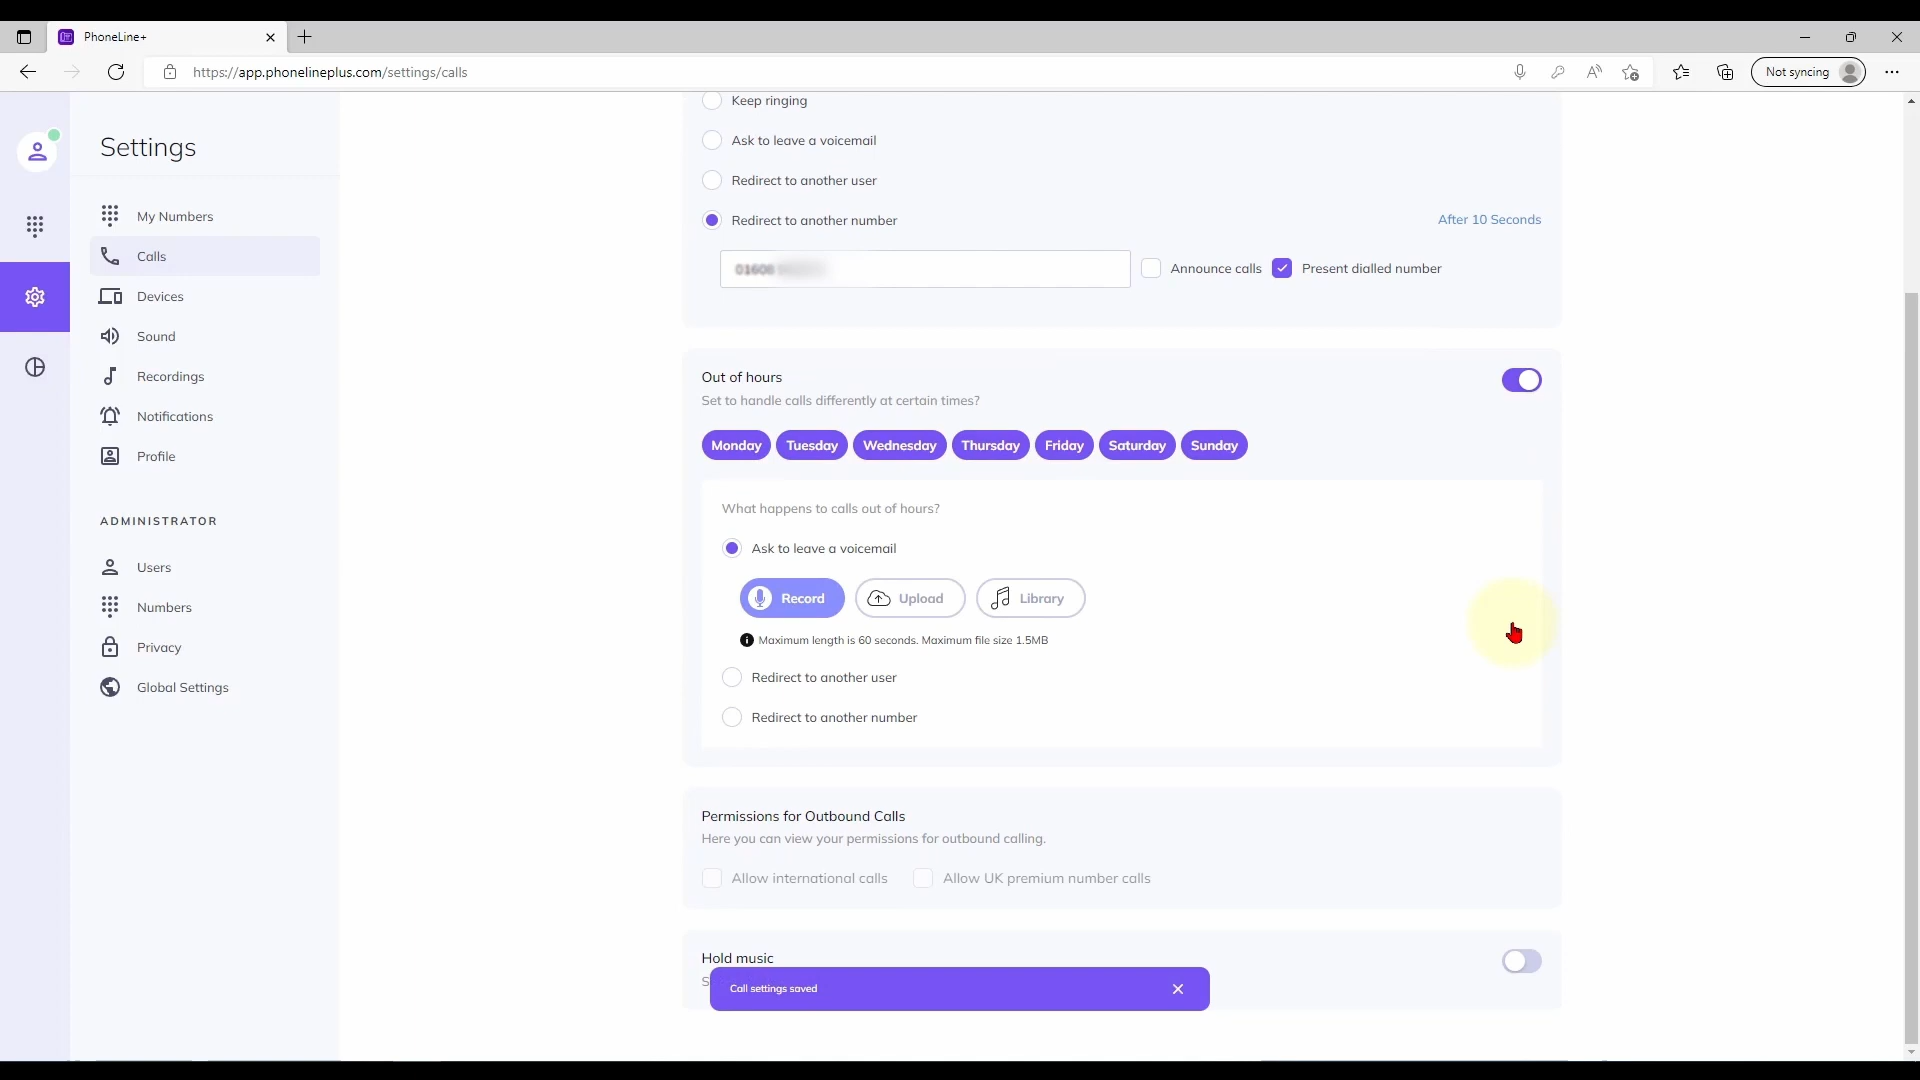 PhoneLine+
https://app.phonelineplus.com/settings/calls
Not syncing
Settings
My Numbers
Calls
Devices
Sound
Recordings
Notifications
Profile
ADMINISTRATOR
Users
Numbers
Privacy
Global Settings
Keep ringing
Ask to leave a voicemail
Redirect to another user
Redirect to another number
After 10 Seconds
01608
Announce calls
Present dialled number
Out of hours
Set to handle calls differently at certain times?
Monday Tuesday Wednesday Thursday Friday Saturday Sunday
What happens to calls out of hours?
Ask to leave a voicemail
Record Upload Library
Maximum length is 60 seconds. Maximum file size 1.5MB
Redirect to another user
Redirect to another number
Permissions for Outbound Calls
Here you can view your permissions for outbound calling.
Allow international calls Allow UK premium number calls
Hold music
Call settings saved